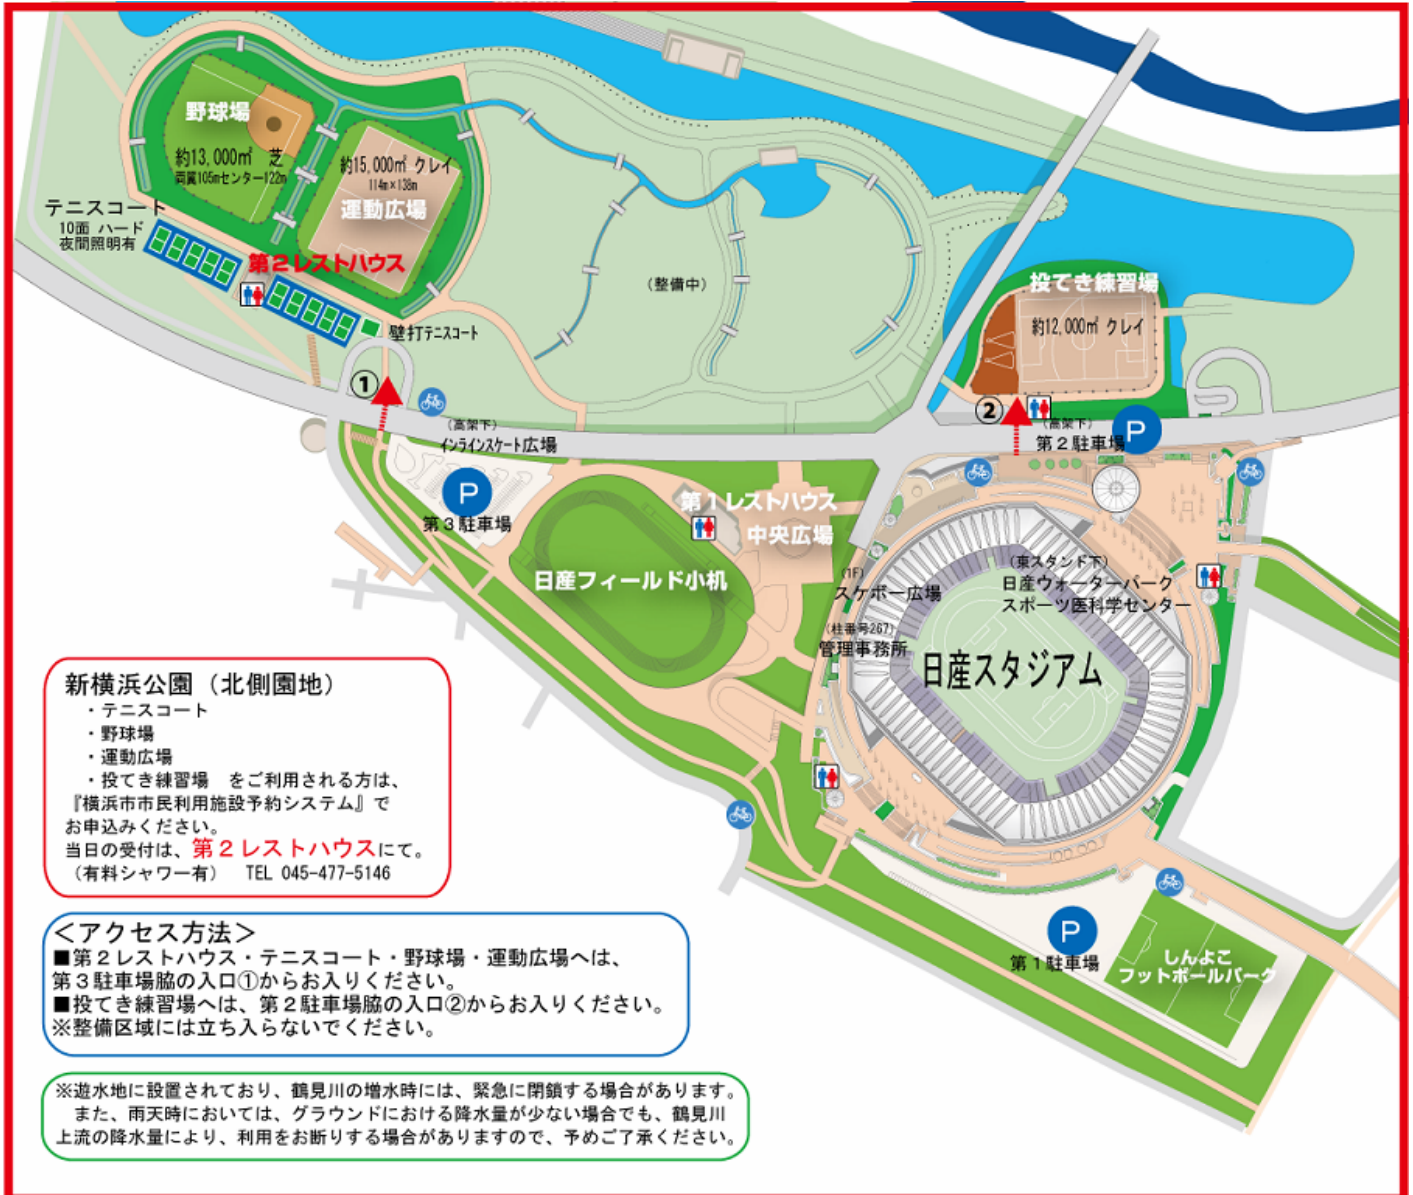 野球場
約13,000㎡ 芝
両翼105mセンター122m
約15,000㎡ クレイ
114m×138m
運動広場
テニスコート
10面 ハード
夜間照明有
第2レストハウス
壁打テニスコート
(整備中)
投てき練習場
約12,000㎡ クレイ
①
(高架下)
インラインスケート広場
②
(高架下)
第2駐車場
P
P
第3駐車場
第1レストハウス
中央広場
日産フィールド小机
(1F)
スケボー広場
(東スタンド下)
日産ウォーターパーク
スポーツ医科学センター
(柱番号267)
管理事務所
日産スタジアム
P
第1駐車場
しんよこ
フットボールパーク
新横浜公園(北側園地)
・テニスコート
・野球場
・運動広場
・投てき練習場 をご利用される方は、
『横浜市市民利用施設予約システム』で
お申込みください。
当日の受付は、第2レストハウスにて。
(有料シャワー有) TEL 045-477-5146
<アクセス方法>
■第2レストハウス・テニスコート・野球場・運動広場へは、
第3駐車場脇の入口①からお入りください。
■投てき練習場へは、第2駐車場脇の入口②からお入りください。
※整備区域には立ち入らないでください。
※遊水地に設置されており、鶴見川の増水時には、緊急に閉鎖する場合があります。
また、雨天時においては、グラウンドにおける降水量が少ない場合でも、鶴見川
上流の降水量により、利用をお断りする場合がありますので、予めご了承ください。